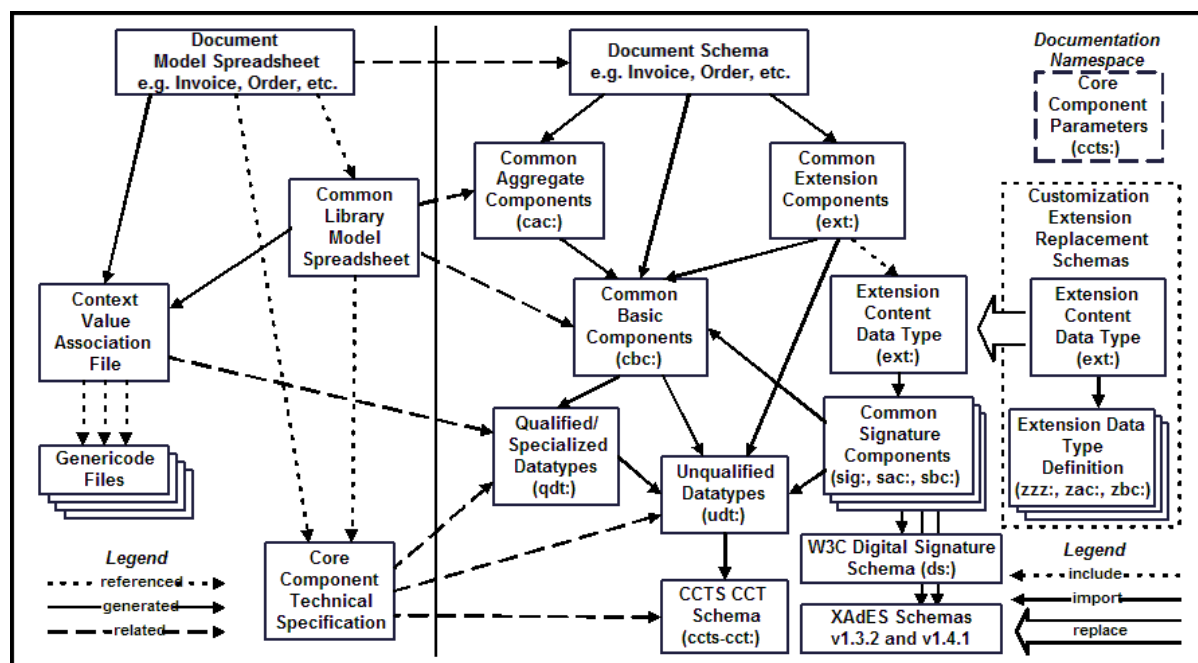 Document
Model Spreadsheet
e.g. Invoice, Order, etc.
Document Schema
e.g. Invoice, Order, etc.
Documentation
Namespace
Core
Component
Parameters
(ccts:)
Common
Aggregate
Components
(cac:)
Common
Extension
Components
(ext:)
Common
Library
Model
Spreadsheet
Customization
Extension
Replacement
Schemas
Context
Value
Association
File
Common
Basic
Components
(cbc:)
Extension
Content
Data Type
(ext:)
Extension
Content
Data Type
(ext:)
Genericode
Files
Qualified/
Specialized
Datatypes
(qdt:)
Unqualified
Datatypes
(udt:)
Common
Signature
Components
(sig:, sac:, sbc:)
Extension Data
Type
Definition
(zzz:, zac:, zbc:)
Legend
referenced
generated
related
Core
Component
Technical
Specification
CCTS CCT
Schema
(ccts-cct:)
W3C Digital Signature
Schema (ds:)
XAdES Schemas
v1.3.2 and v1.4.1
Legend
include
import
replace